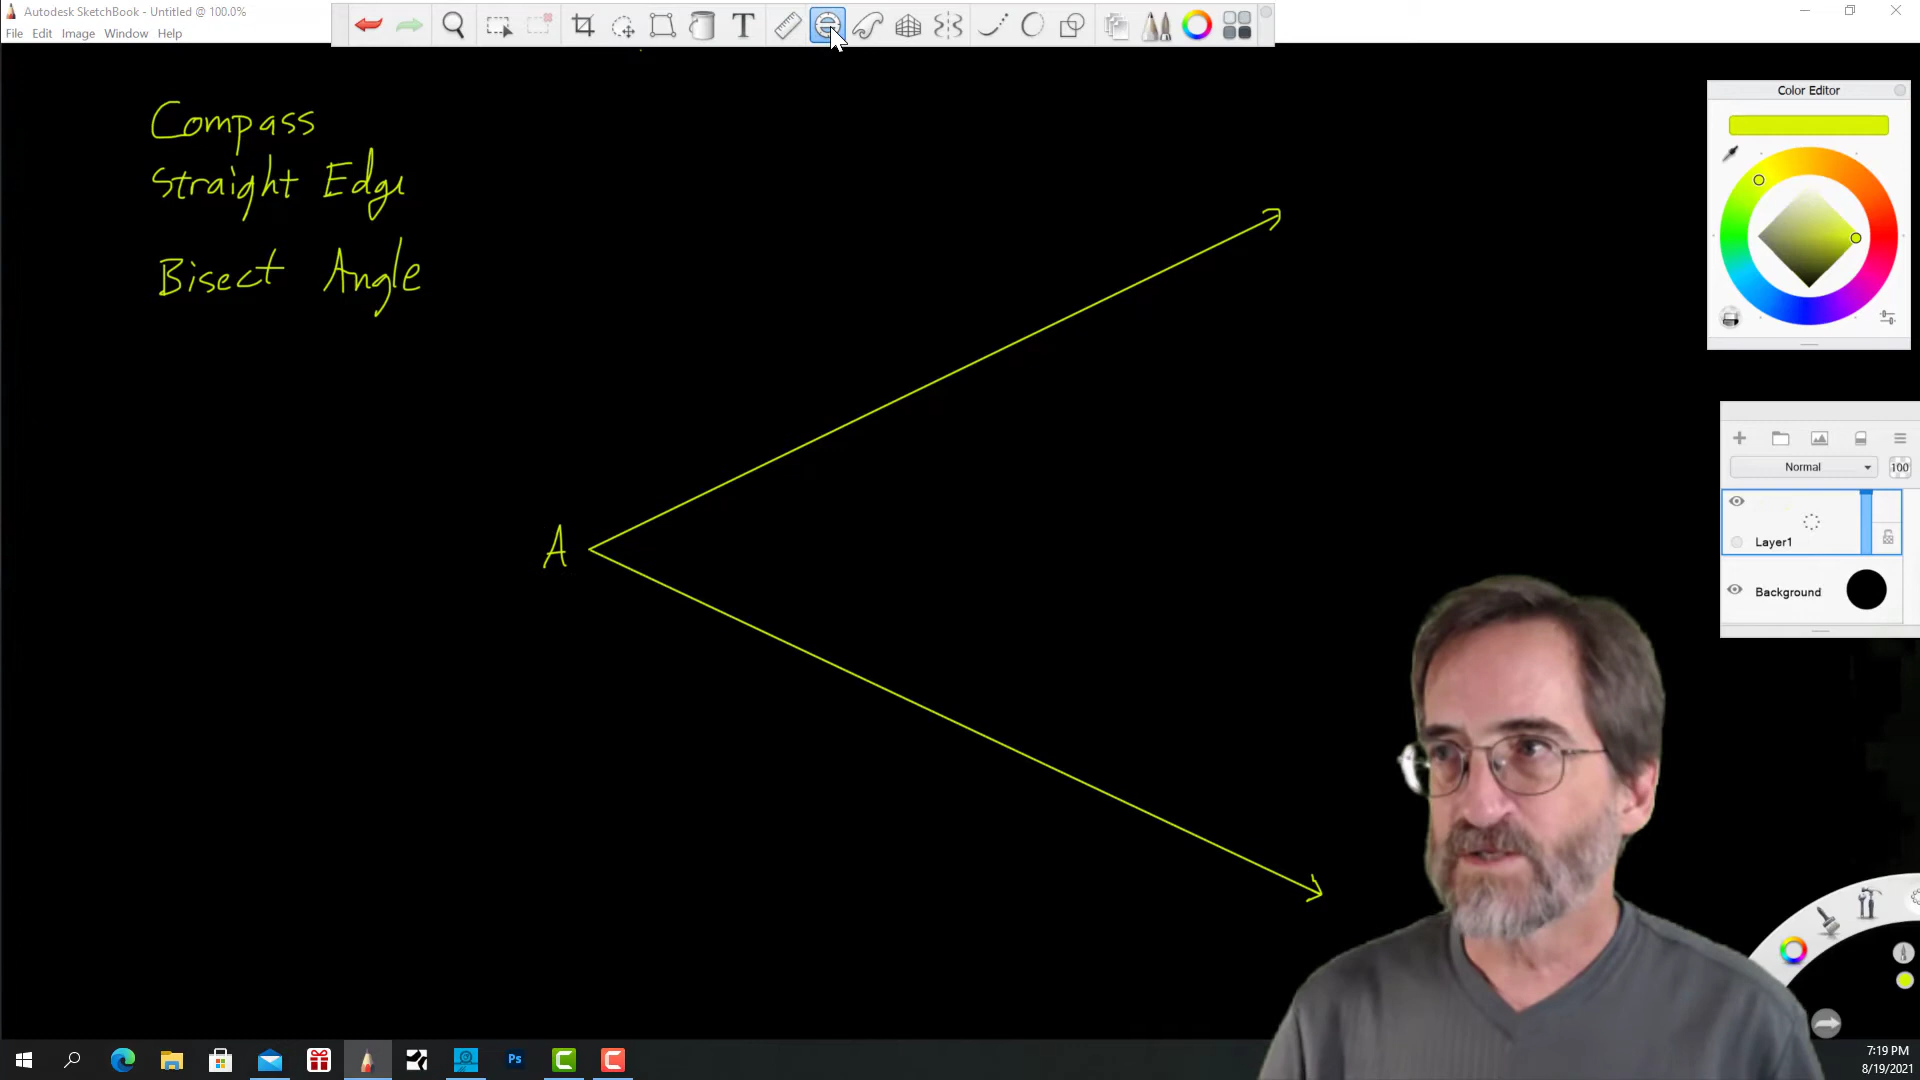 Autodesk SketchBook - Untitled @ 100.0%
File Edit Image Window Help
T
Compass
Straight Edge
Bisect Angle
A
Color Editor
Normal 100
Layer1
Background
Ps
7:19 PM
8/19/2021